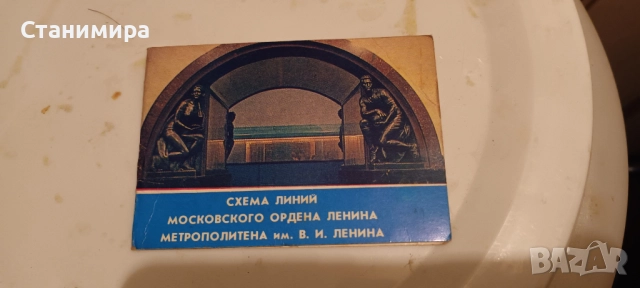 Станимира
СХЕМА ЛИНИЙ
МОСКОВСКОГО ОРДЕНА ЛЕНИНА
МЕТРОПОЛИТЕНА им. В. И. ЛЕНИНА
BAZAR